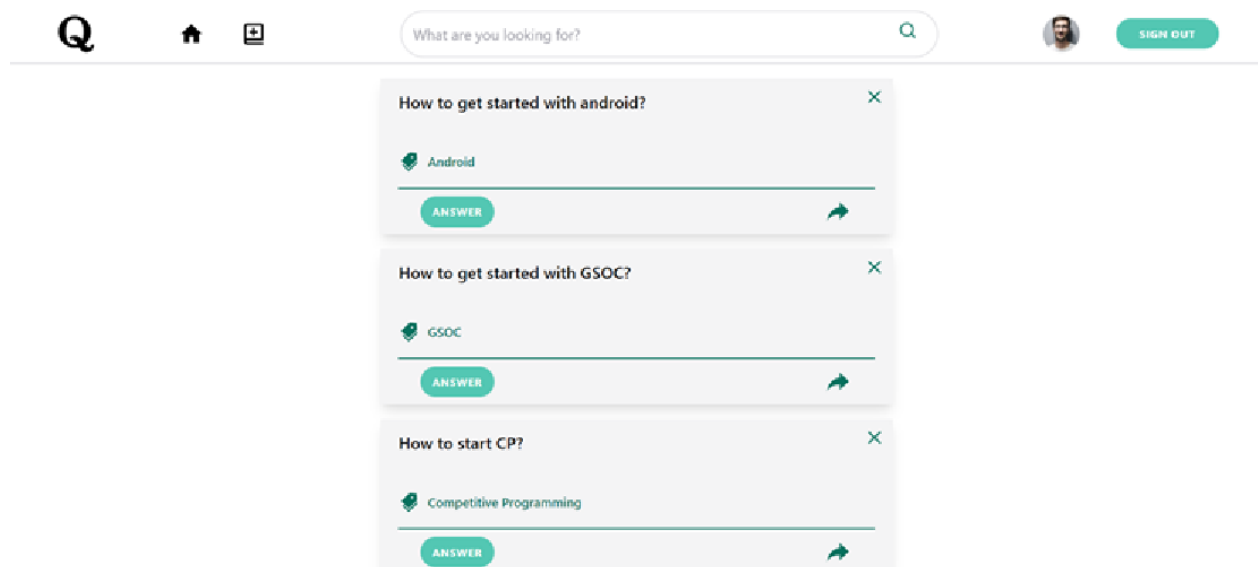 Q
What are you looking for?
SIGN OUT
How to get started with android?
Android
ANSWER
How to get started with GSOC?
GSOC
ANSWER
How to start CP?
Competitive Programming
ANSWER